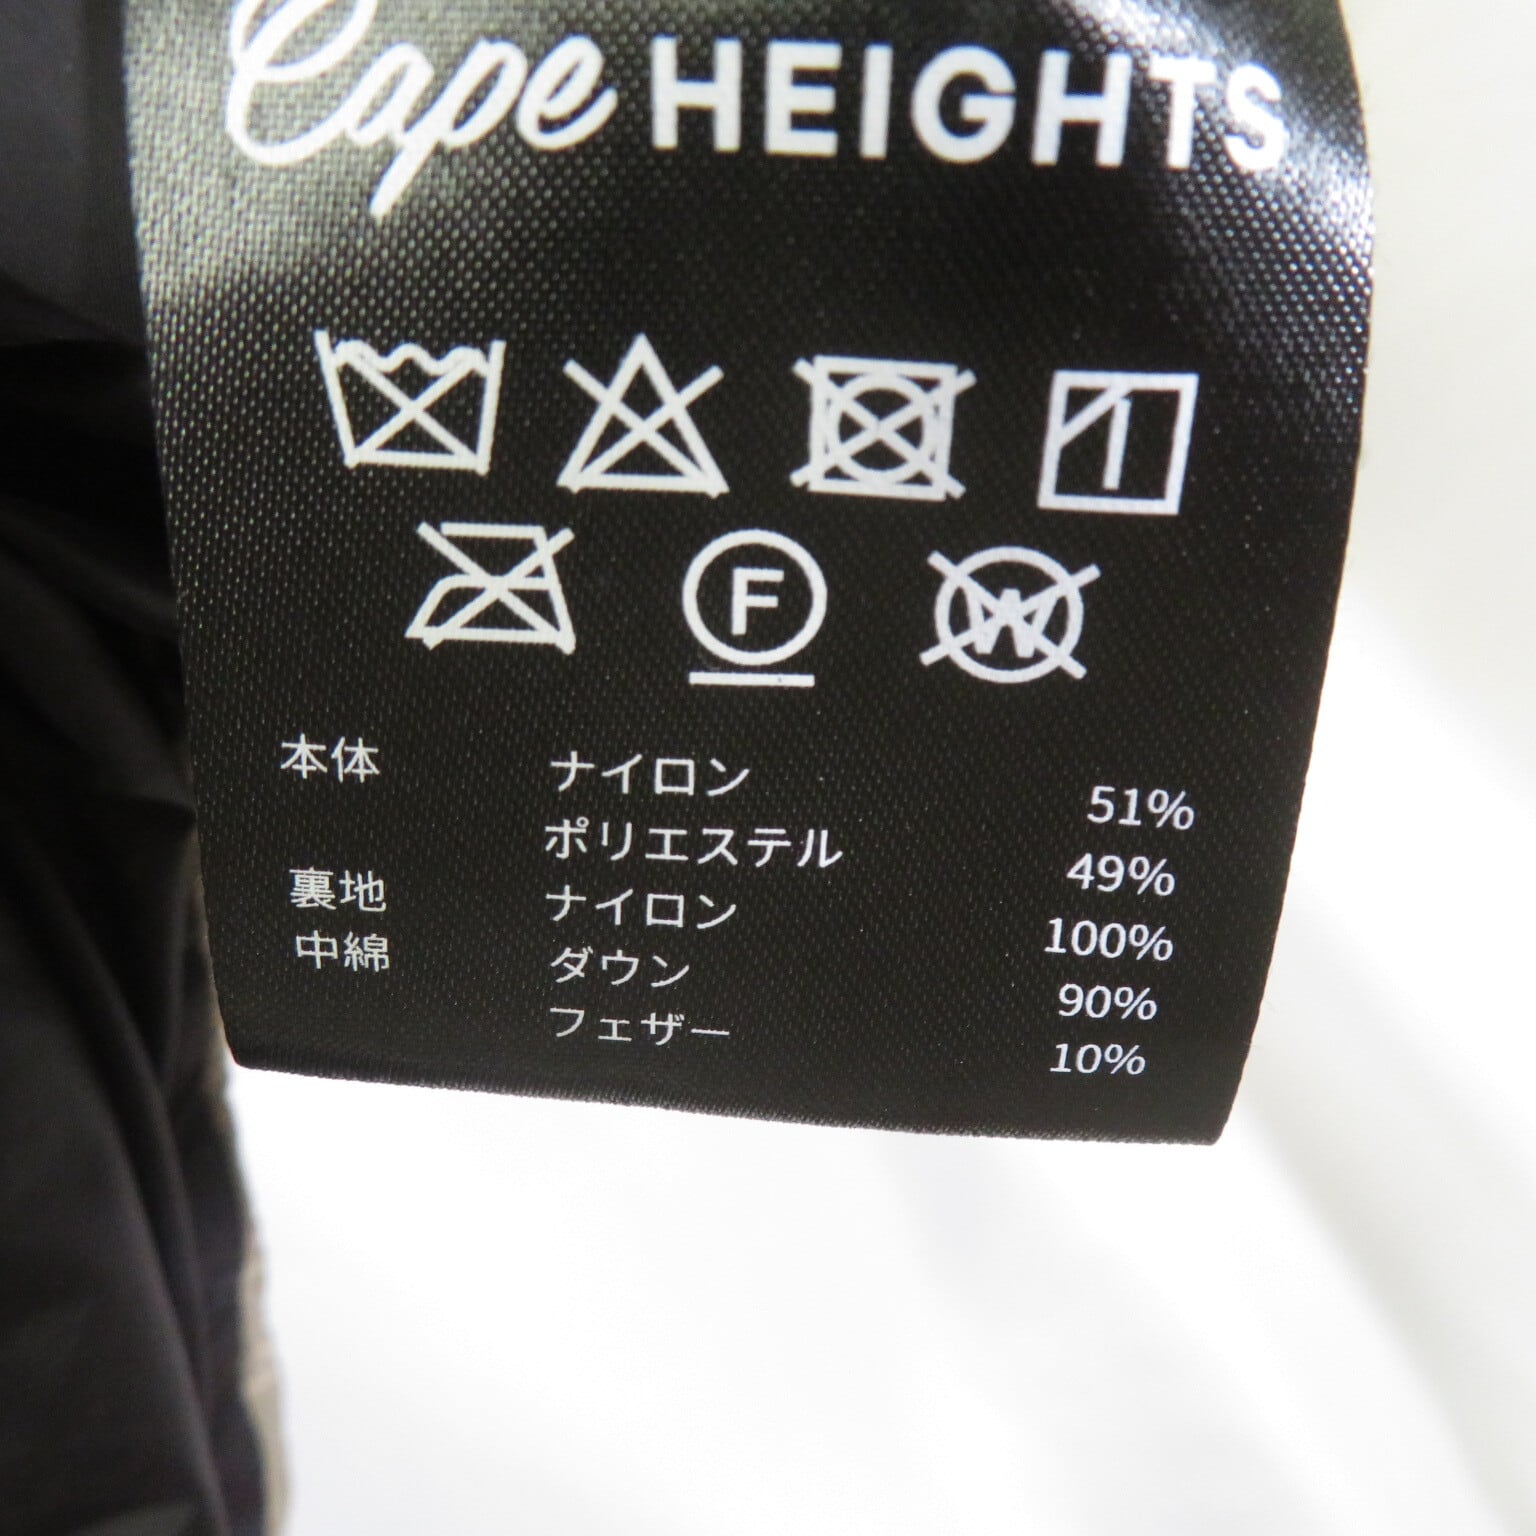 Cape HEIGHTS
F W
本体 ナイロン 51%
ポリエステル 49%
裏地 ナイロン 100%
中綿 ダウン 90%
フェザー 10%